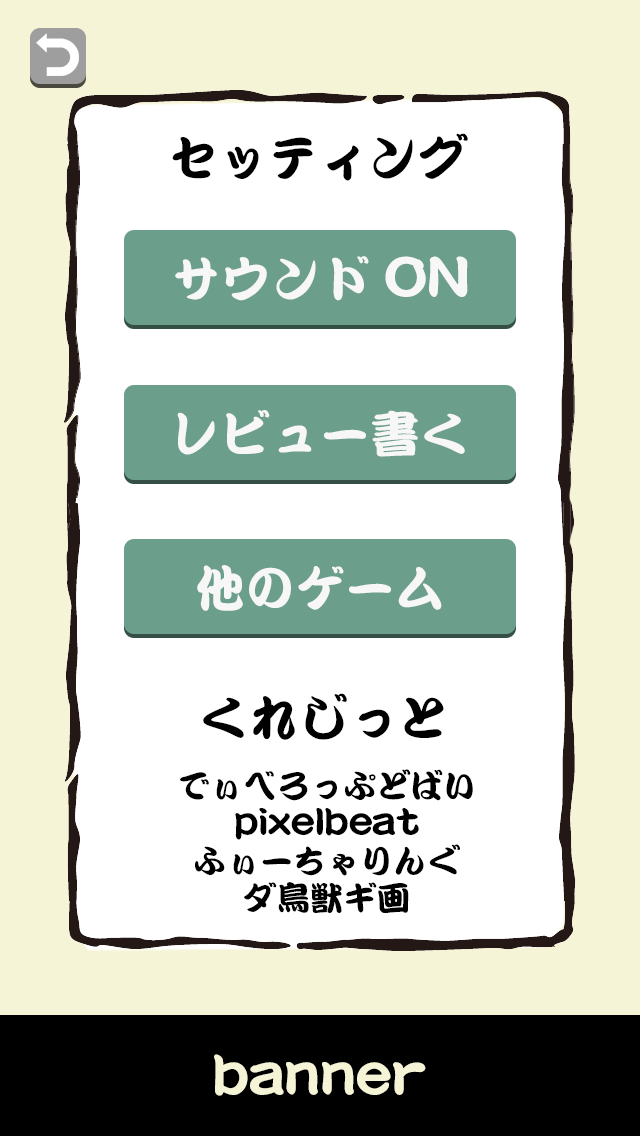 セッティング
サウンド ON
レビュー書く
他のゲーム
くれじっと
でぃべろっぷどばい
pixelbeat
ふぃーちゃりんぐ
ダ鳥獣ギ画
banner